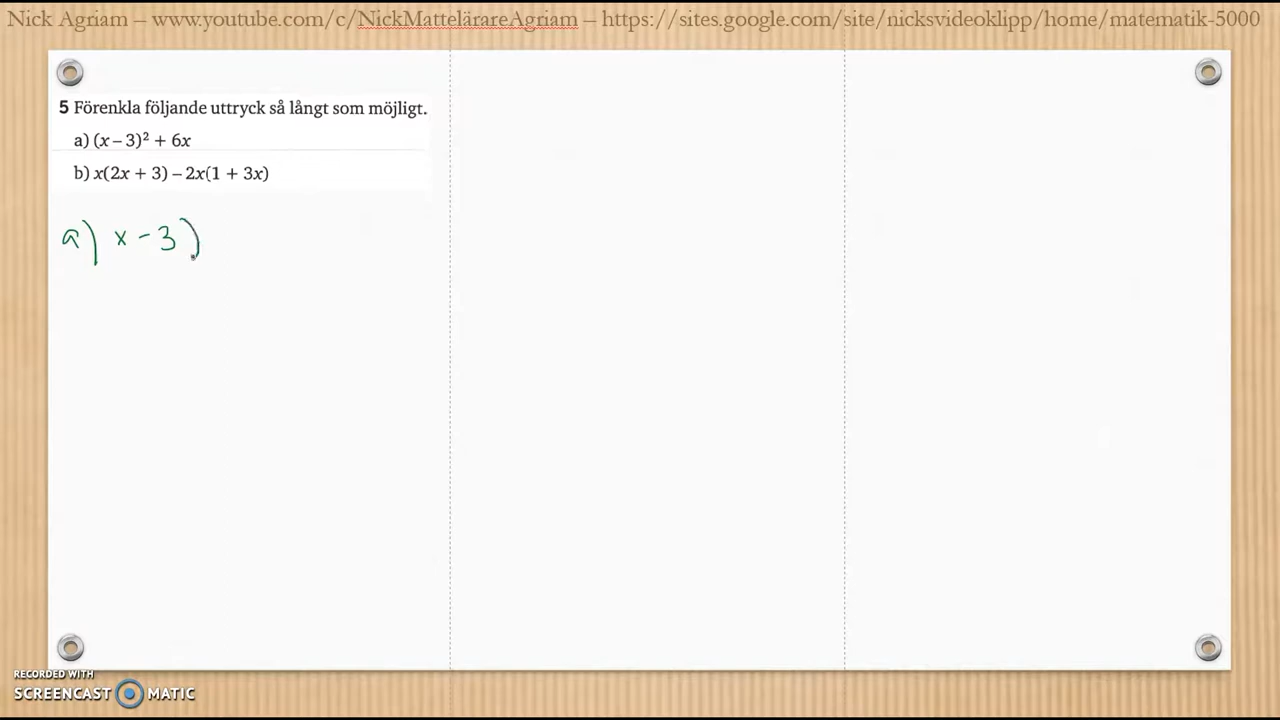 Nick Agriam – www.youtube.com/c/NickMattelärareAgriam – https://sites.google.com/site/nicksvideoklipp/home/matematik-5000
5 Förenkla följande uttryck så långt som möjligt.
a) (x – 3)² + 6x
b) x(2x + 3) – 2x(1 + 3x)
a) x - 3)
RECORDED WITH
SCREENCAST MATIC